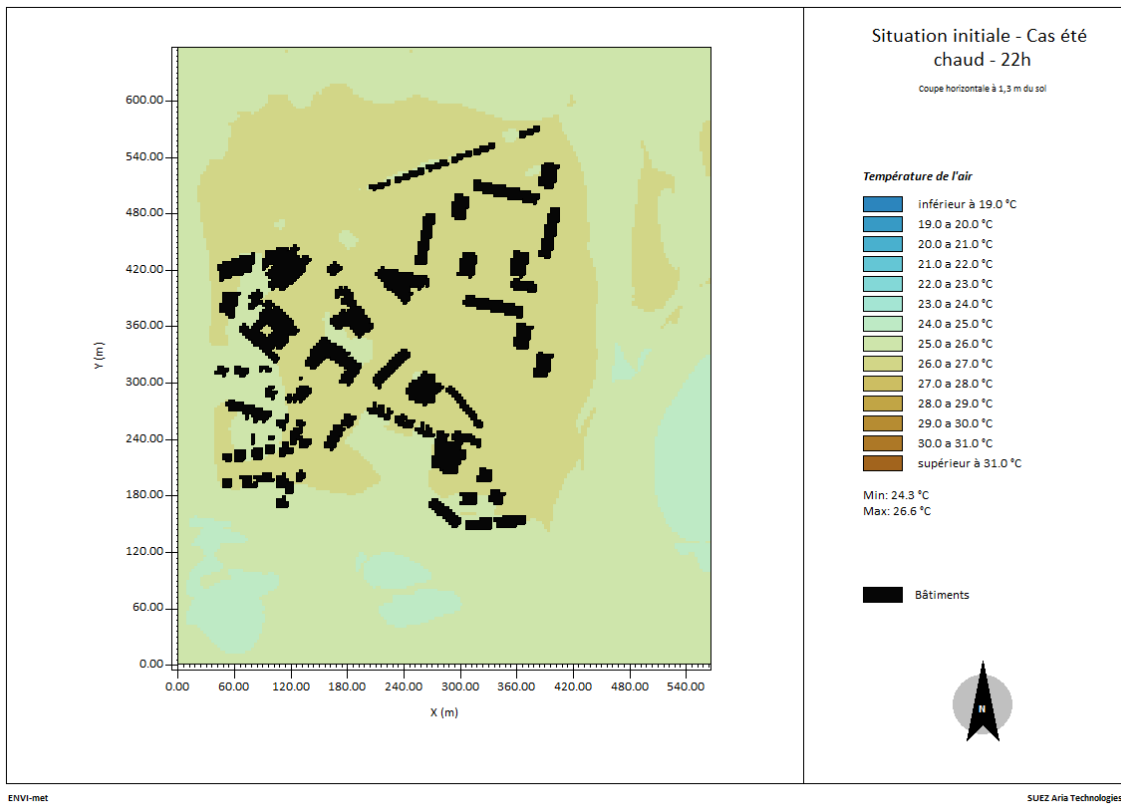 Situation initiale - Cas été
chaud - 22h
Coupe horizontale à 1,3 m du sol
600.00
540.00
480.00
420.00
360.00
300.00
240.00
180.00
120.00
60.00
0.00
Y (m)
0.00 60.00 120.00 180.00 240.00 300.00 360.00 420.00 480.00 540.00
X (m)
Température de l'air
inférieur à 19.0 °C
19.0 a 20.0 °C
20.0 a 21.0 °C
21.0 a 22.0 °C
22.0 a 23.0 °C
23.0 a 24.0 °C
24.0 a 25.0 °C
25.0 a 26.0 °C
26.0 a 27.0 °C
27.0 a 28.0 °C
28.0 a 29.0 °C
29.0 a 30.0 °C
30.0 a 31.0 °C
supérieur à 31.0 °C
Min: 24.3 °C
Max: 26.6 °C
Bâtiments
N
ENVI-met
SUEZ Aria Technologies